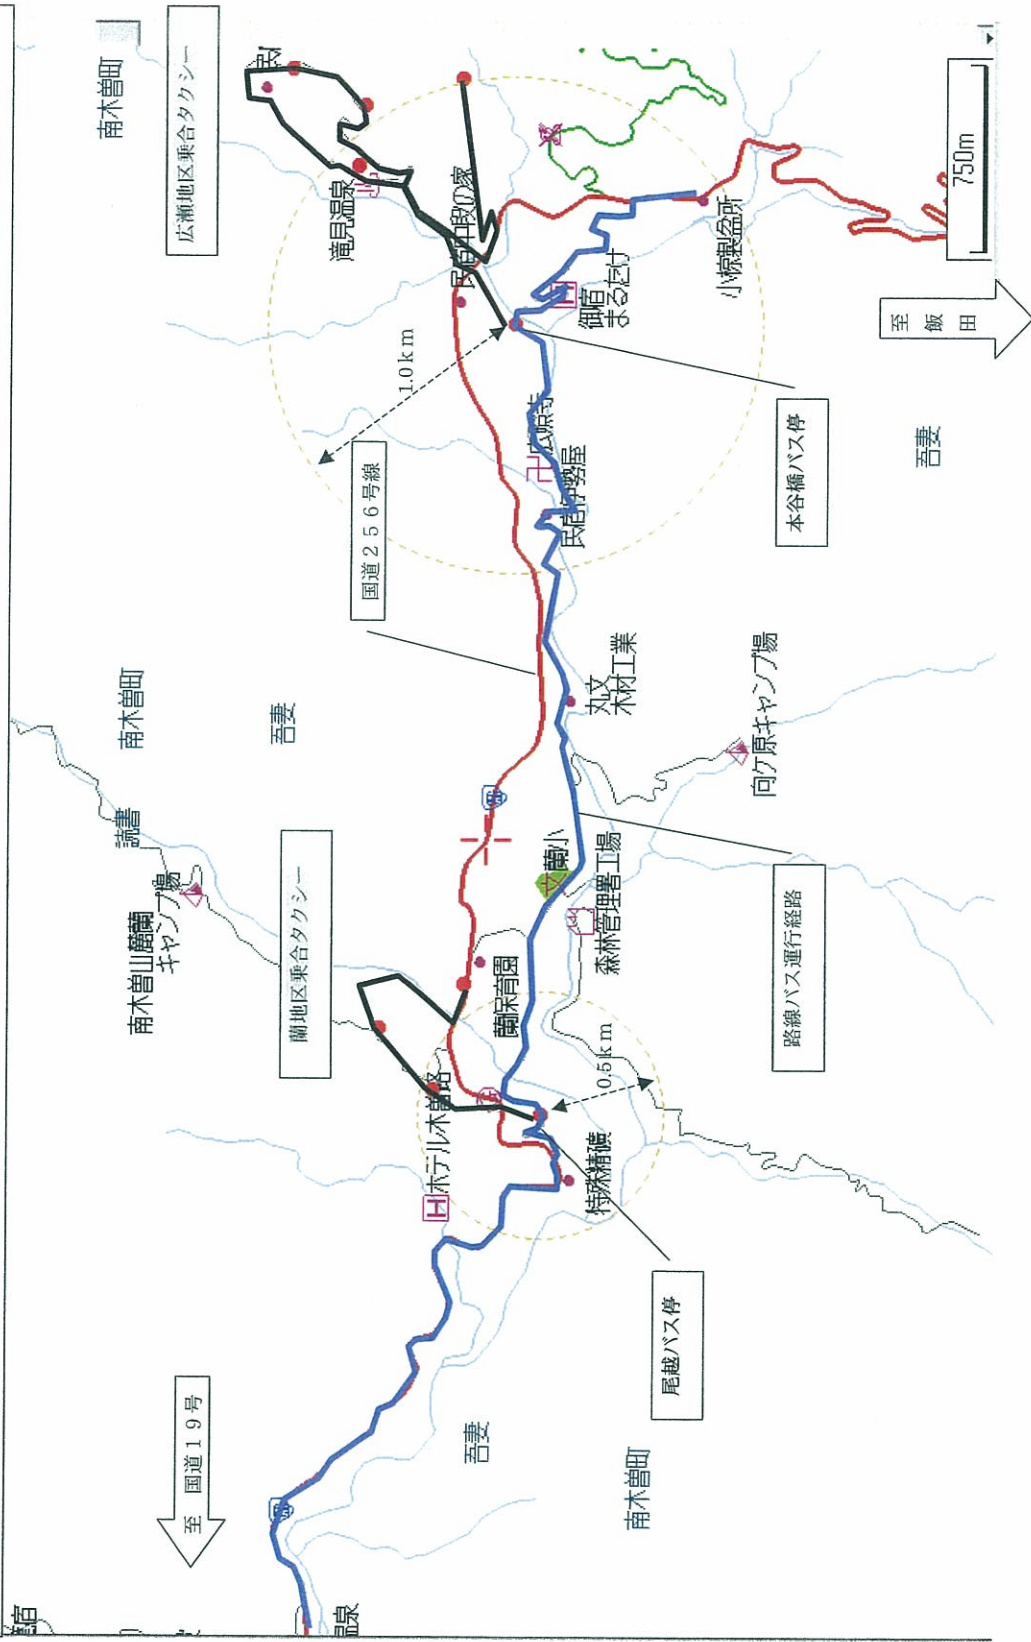 読書
南木曽町
南木曽町
南木曽山麓蘭
キャンプ場
広瀬地区乗合タクシー
至 国道19号
吾妻
蘭地区乗合タクシー
滝見温泉
温泉
国道256号線
1.0km
ホテル木曽路
民宿中段の家
吾妻
蘭保育園
広照寺
蘭小
民宿伊勢屋
御宿
まるたけ
特殊精礦
0.5km
森林管理署工場
丸文
木材工業
南木曽町
尾越バス停
小椋製盆所
向ケ原キャンプ場
路線バス運行経路
本谷橋バス停
至飯田
吾妻
750m